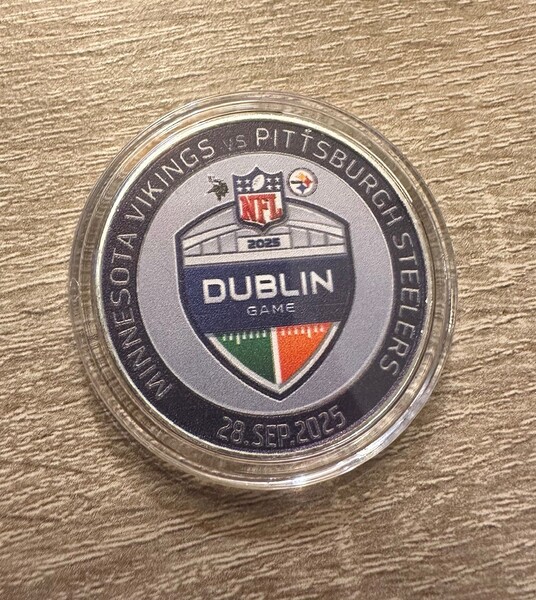 MINNESOTA VIKINGS VS PITTSBURGH STEELERS
NFL
2025
DUBLIN
GAME
28.SEP.2025